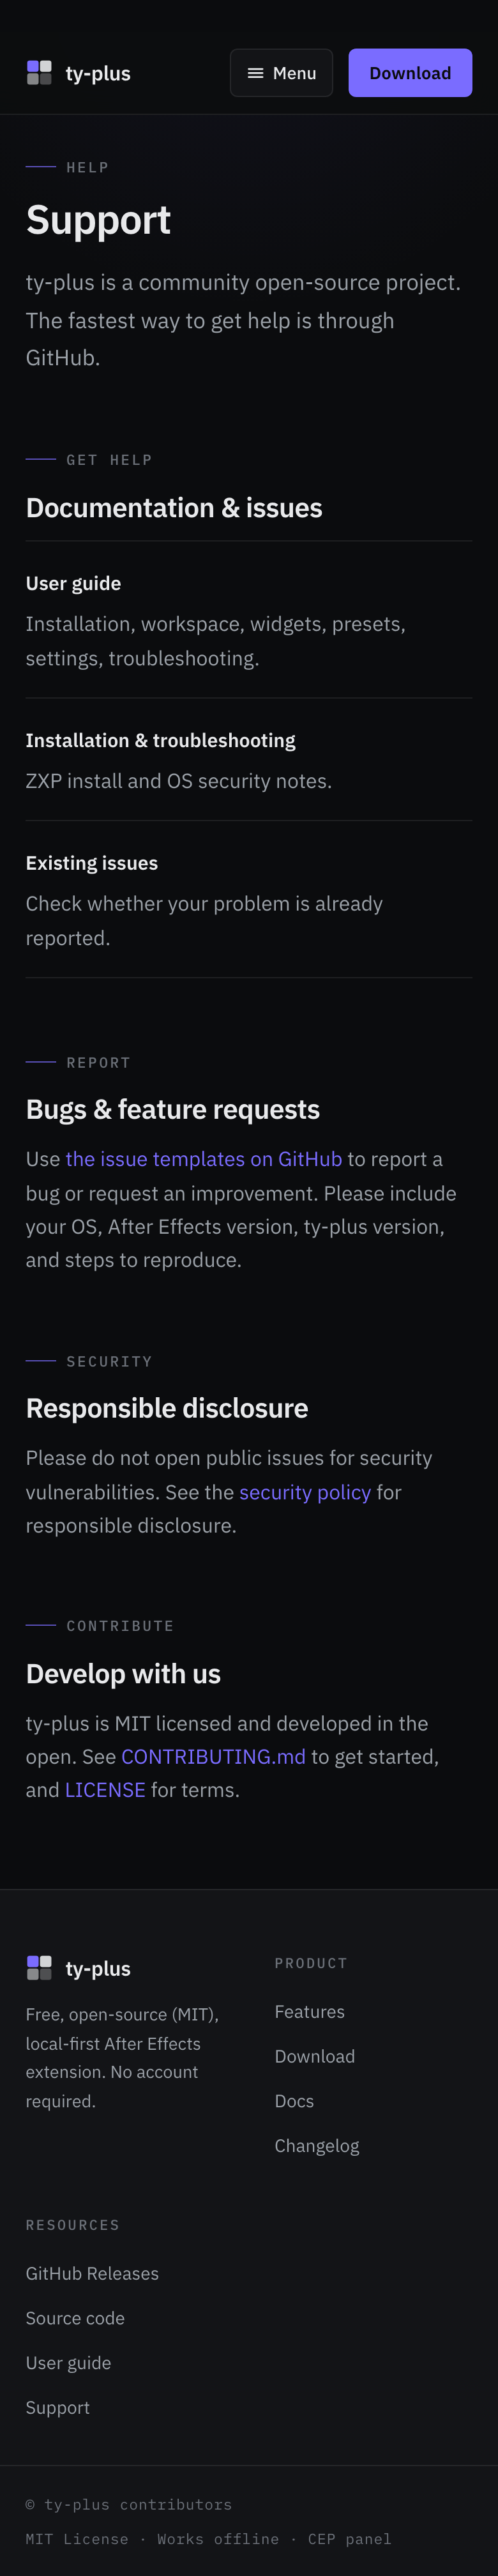 ty-plus
Menu
Download
HELP
Support
ty-plus is a community open-source project.
The fastest way to get help is through
GitHub.
GET HELP
Documentation & issues
User guide
Installation, workspace, widgets, presets,
settings, troubleshooting.
Installation & troubleshooting
ZXP install and OS security notes.
Existing issues
Check whether your problem is already
reported.
REPORT
Bugs & feature requests
Use the issue templates on GitHub to report a
bug or request an improvement. Please include
your OS, After Effects version, ty-plus version,
and steps to reproduce.
SECURITY
Responsible disclosure
Please do not open public issues for security
vulnerabilities. See the security policy for
responsible disclosure.
CONTRIBUTE
Develop with us
ty-plus is MIT licensed and developed in the
open. See CONTRIBUTING.md to get started,
and LICENSE for terms.
ty-plus
Free, open-source (MIT),
local-first After Effects
extension. No account
required.
PRODUCT
Features
Download
Docs
Changelog
RESOURCES
GitHub Releases
Source code
User guide
Support
© ty-plus contributors
MIT License · Works offline · CEP panel